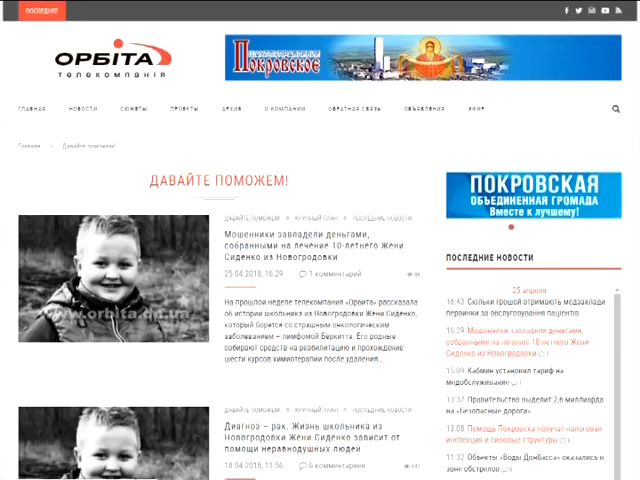 ПОСЛЕДНЕЕ
ОРБІТА
телекомпанія
Покровское
ГЛАВНАЯ НОВОСТИ СЮЖЕТЫ ПРОЕКТЫ АРХИВ О КОМПАНИИ ОБРАТНАЯ СВЯЗЬ ОБЪЯВЛЕНИЯ ЭФИР
Главная > Давайте поможем!
ДАВАЙТЕ ПОМОЖЕМ!
ДАВАЙТЕ ПОМОЖЕМ! КРУПНЫЙ ПЛАН ПОСЛЕДНИЕ НОВОСТИ
Мошенники завладели деньгами,
собранными на лечение 10-летнего Жени
Сиденко из Новогродовки
25.04.2018, 16:29 1 комментарий
На прошлой неделе телекомпания «Орбита» рассказала
об истории школьника из Новогродовки Жени Сиденко,
который борется со страшным онкологическим
заболеванием – лимфомой Беркитта. Его родные
собирают средств на реабилитацию и прохождение
шести курсов химиотерапии после удаления...
www.orbita.dn.ua
ДАВАЙТЕ ПОМОЖЕМ! КРУПНЫЙ ПЛАН ПОСЛЕДНИЕ НОВОСТИ
Диагноз – рак. Жизнь школьника из
Новогродовки Жени Сиденко зависит от
помощи неравнодушных людей
18.04.2018, 11:56 6 комментариев
ПОКРОВСКАЯ
ОБЪЕДИНЕННАЯ ГРОМАДА
Вместе к лучшему!
ПОСЛЕДНИЕ НОВОСТИ
25 апреля
16:43 Скільки грошей отримають медзаклади
первинки за обслуговування пацієнтів
16:29 Мошенники завладели деньгами,
собранными на лечение 10-летнего Жени
Сиденко из Новогродовки 1
15:09 Кабмин установил тариф на
медобслуживание 1
13:37 Правительство выделит 2,6 миллиарда
на «Безопасные дороги»
13:08 Помощь Покровска получат налоговая
инспекция и силовые структуры
11:32 Объекты «Воды Донбасса» оказались в
зоне обстрелов